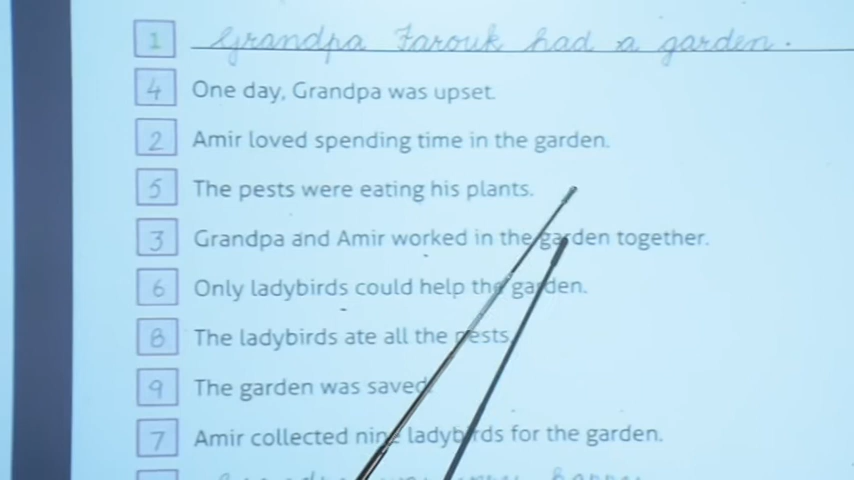 1 Grandpa Farouk had a garden.
4 One day, Grandpa was upset.
2 Amir loved spending time in the garden.
5 The pests were eating his plants.
3 Grandpa and Amir worked in the garden together.
6 Only ladybirds could help the garden.
8 The ladybirds ate all the pests.
9 The garden was saved.
7 Amir collected nine ladybirds for the garden.